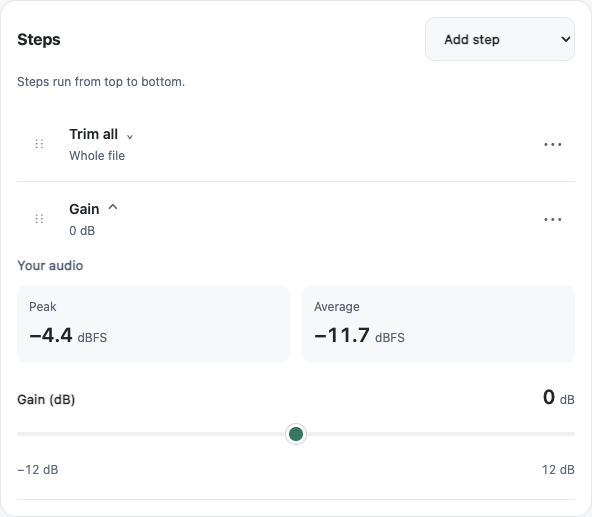 Steps
Add step
Steps run from top to bottom.
Trim all
Whole file
Gain
0 dB
Your audio
Peak
Average
−4.4 dBFS
−11.7 dBFS
Gain (dB)
0 dB
−12 dB
12 dB